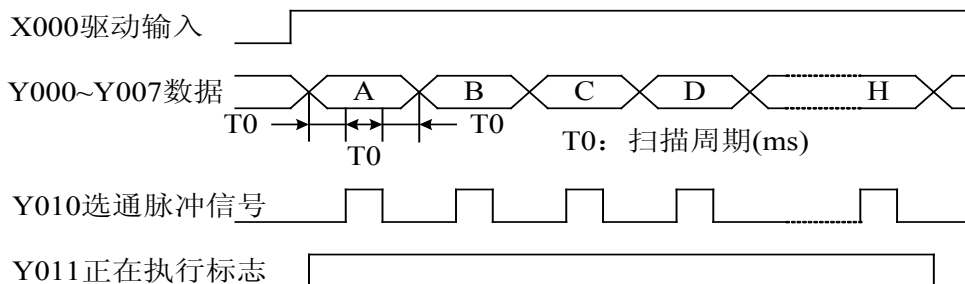 X000驱动输入
Y000~Y007数据
A B C D H
T0 T0
T0
T0：扫描周期(ms)
Y010选通脉冲信号
Y011正在执行标志